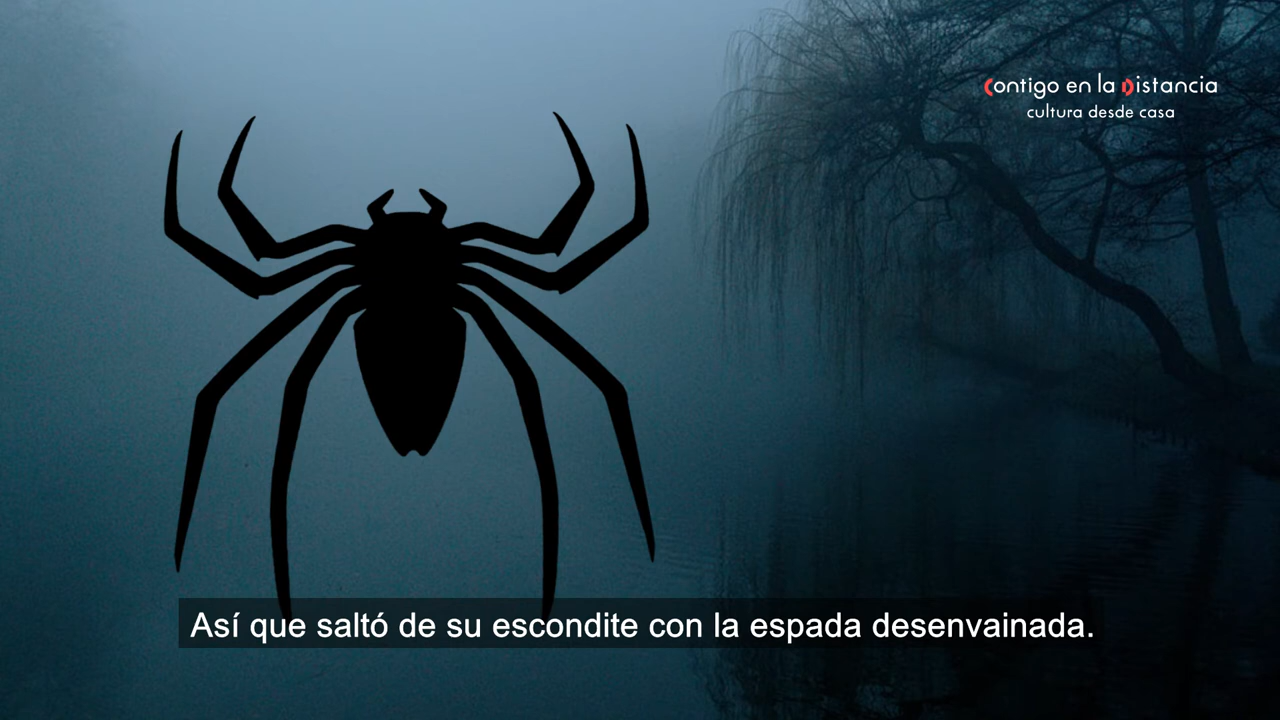 Contigo en la Distancia
cultura desde casa
Así que saltó de su escondite con la espada desenvainada.